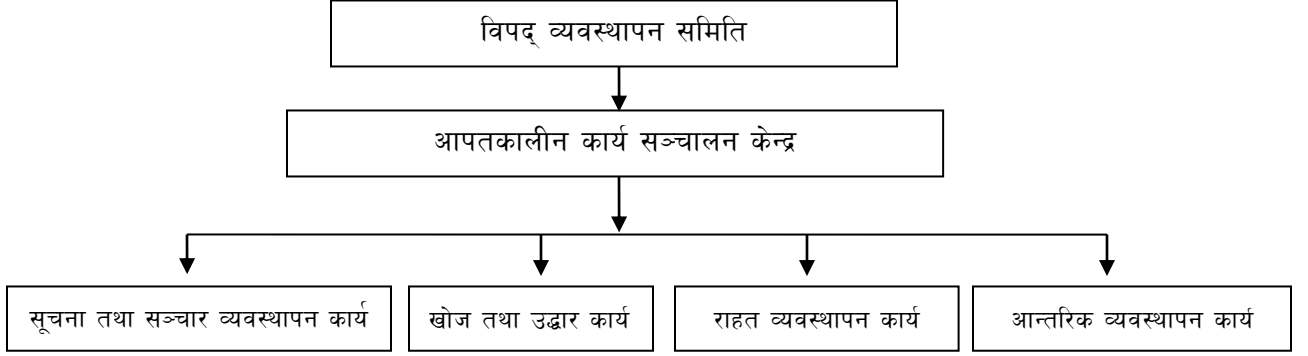 विपद् व्यवस्थापन समिति
आपतकालीन कार्य सञ्चालन केन्द्र
सूचना तथा सञ्चार व्यवस्थापन कार्य
खोज तथा उद्धार कार्य
राहत व्यवस्थापन कार्य
आन्तरिक व्यवस्थापन कार्य